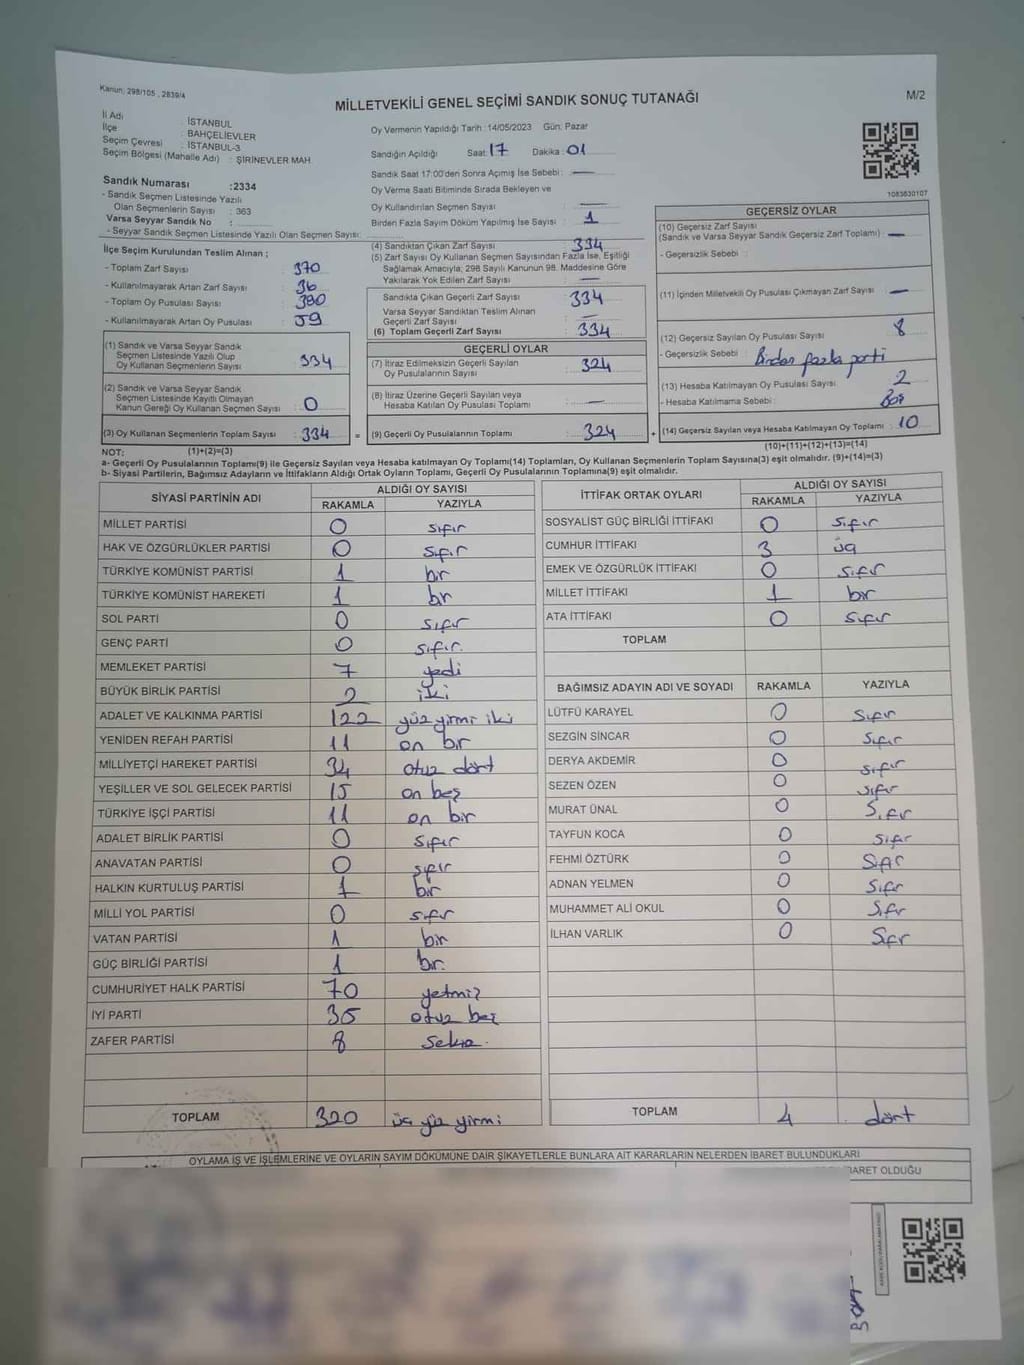 Kanun, 298/105 , 2839/4
MİLLETVEKİLİ GENEL SEÇİMİ SANDIK SONUÇ TUTANAĞI
M/2
İl Adı : İSTANBUL
İlçe : BAHÇELİEVLER
Seçim Çevresi : İSTANBUL-3
Seçim Bölgesi (Mahalle Adı) : ŞİRİNEVLER MAH
Sandık Numarası :2334
- Sandık Seçmen Listesinde Yazılı
Olan Seçmenlerin Sayısı : 363
Varsa Seyyar Sandık No :
- Seyyar Sandık Seçmen Listesinde Yazılı Olan Seçmen Sayısı:
Oy Vermenin Yapıldığı Tarih : 14/05/2023 Gün: Pazar
Sandığın Açıldığı Saat: 17 Dakika : 01
Sandık Saat 17:00'den Sonra Açılmış İse Sebebi : —
Oy Verme Saati Bitiminde Sırada Bekleyen ve
Oy Kullandırılan Seçmen Sayısı : —
Birden Fazla Sayım Döküm Yapılmış İse Sayısı : 1
1083630107
İlçe Seçim Kurulundan Teslim Alınan ;
- Toplam Zarf Sayısı : 370
- Kullanılmayarak Artan Zarf Sayısı : 36
- Toplam Oy Pusulası Sayısı : 390
- Kullanılmayarak Artan Oy Pusulası : 59
(4) Sandıktan Çıkan Zarf Sayısı : 334
(5) Zarf Sayısı Oy Kullanan Seçmen Sayısından Fazla İse, Eşitliği
Sağlamak Amacıyla; 298 Sayılı Kanunun 98. Maddesine Göre
Yakılarak Yok Edilen Zarf Sayısı : —
Sandıkta Çıkan Geçerli Zarf Sayısı : 334
Varsa Seyyar Sandıktan Teslim Alınan
Geçerli Zarf Sayısı : —
(6) Toplam Geçerli Zarf Sayısı : 334
GEÇERSİZ OYLAR
(10) Geçersiz Zarf Sayısı
(Sandık ve Varsa Seyyar Sandık Geçersiz Zarf Toplamı) : —
- Geçersizlik Sebebi :
(11) İçinden Milletvekili Oy Pusulası Çıkmayan Zarf Sayısı : —
(12) Geçersiz Sayılan Oy Pusulası Sayısı : 8
- Geçersizlik Sebebi : Birden fazla parti
(13) Hesaba Katılmayan Oy Pusulası Sayısı : 2
- Hesaba Katılmama Sebebi : Boş
(14) Geçersiz Sayılan veya Hesaba Katılmayan Oy Toplamı : 10
(10)+(11)+(12)+(13)=(14)
(1) Sandık ve Varsa Seyyar Sandık
Seçmen Listesinde Yazılı Olup
Oy Kullanan Seçmenlerin Sayısı : 334
(2) Sandık ve Varsa Seyyar Sandık
Seçmen Listesinde Kayıtlı Olmayan
Kanun Gereği Oy Kullanan Seçmen Sayısı : 0
(3) Oy Kullanan Seçmenlerin Toplam Sayısı : 334 =
GEÇERLİ OYLAR
(7) İtiraz Edilmeksizin Geçerli Sayılan
Oy Pusulalarının Sayısı : 324
(8) İtiraz Üzerine Geçerli Sayılan veya
Hesaba Katılan Oy Pusulası Toplamı : —
(9) Geçerli Oy Pusulalarının Toplamı : 324 +
NOT: (1)+(2)=(3)
a- Geçerli Oy Pusulalarının Toplamı(9) ile Geçersiz Sayılan veya Hesaba katılmayan Oy Toplamı(14) Toplamları, Oy Kullanan Seçmenlerin Toplam Sayısına(3) eşit olmalıdır. (9)+(14)=(3)
b- Siyasi Partilerin, Bağımsız Adayların ve İttifakların Aldığı Ortak Oyların Toplamı, Geçerli Oy Pusulalarının Toplamına(9) eşit olmalıdır.
SİYASİ PARTİNİN ADI ALDIĞI OY SAYISI
RAKAMLA YAZIYLA
MİLLET PARTİSİ 0 sıfır
HAK VE ÖZGÜRLÜKLER PARTİSİ 0 sıfır
TÜRKİYE KOMÜNİST PARTİSİ 1 bir
TÜRKİYE KOMÜNİST HAREKETİ 1 bir
SOL PARTİ 0 sıfır
GENÇ PARTİ 0 sıfır.
MEMLEKET PARTİSİ 7 yedi
BÜYÜK BİRLİK PARTİSİ 2 iki
ADALET VE KALKINMA PARTİSİ 122 yüz yirmi iki
YENİDEN REFAH PARTİSİ 11 on bir
MİLLİYETÇİ HAREKET PARTİSİ 34 otuz dört
YEŞİLLER VE SOL GELECEK PARTİSİ 15 on beş
TÜRKİYE İŞÇİ PARTİSİ 11 on bir
ADALET BİRLİK PARTİSİ 0 sıfır
ANAVATAN PARTİSİ 0 sıfır
HALKIN KURTULUŞ PARTİSİ 1 bir
MİLLİ YOL PARTİSİ 0 sıfır
VATAN PARTİSİ 1 bir
GÜÇ BİRLİĞİ PARTİSİ 1 bir.
CUMHURİYET HALK PARTİSİ 70 yetmiş
İYİ PARTİ 35 otuz beş
ZAFER PARTİSİ 8 sekiz
TOPLAM 320 üç yüz yirmi
İTTİFAK ORTAK OYLARI ALDIĞI OY SAYISI
RAKAMLA YAZIYLA
SOSYALİST GÜÇ BİRLİĞİ İTTİFAKI 0 sıfır
CUMHUR İTTİFAKI 3 üç
EMEK VE ÖZGÜRLÜK İTTİFAKI 0 sıfır
MİLLET İTTİFAKI 1 bir
ATA İTTİFAKI 0 sıfır
TOPLAM
BAĞIMSIZ ADAYIN ADI VE SOYADI RAKAMLA YAZIYLA
LÜTFÜ KARAYEL 0 sıfır
SEZGİN SİNCAR 0 sıfır
DERYA AKDEMİR 0 sıfır
SEZEN ÖZEN 0 sıfır
MURAT ÜNAL 0 sıfır
TAYFUN KOCA 0 sıfır
FEHMİ ÖZTÜRK 0 sıfır
ADNAN YELMEN 0 sıfır
MUHAMMET ALİ OKUL 0 sıfır
İLHAN VARLIK 0 sıfır
TOPLAM 4 dört
OYLAMA İŞ VE İŞLEMLERİNE VE OYLARIN SAYIM DÖKÜMÜNE DAİR ŞİKAYETLERLE BUNLARA AİT KARARLARIN NELERDEN İBARET BULUNDUKLARI
İBARET OLDUĞU